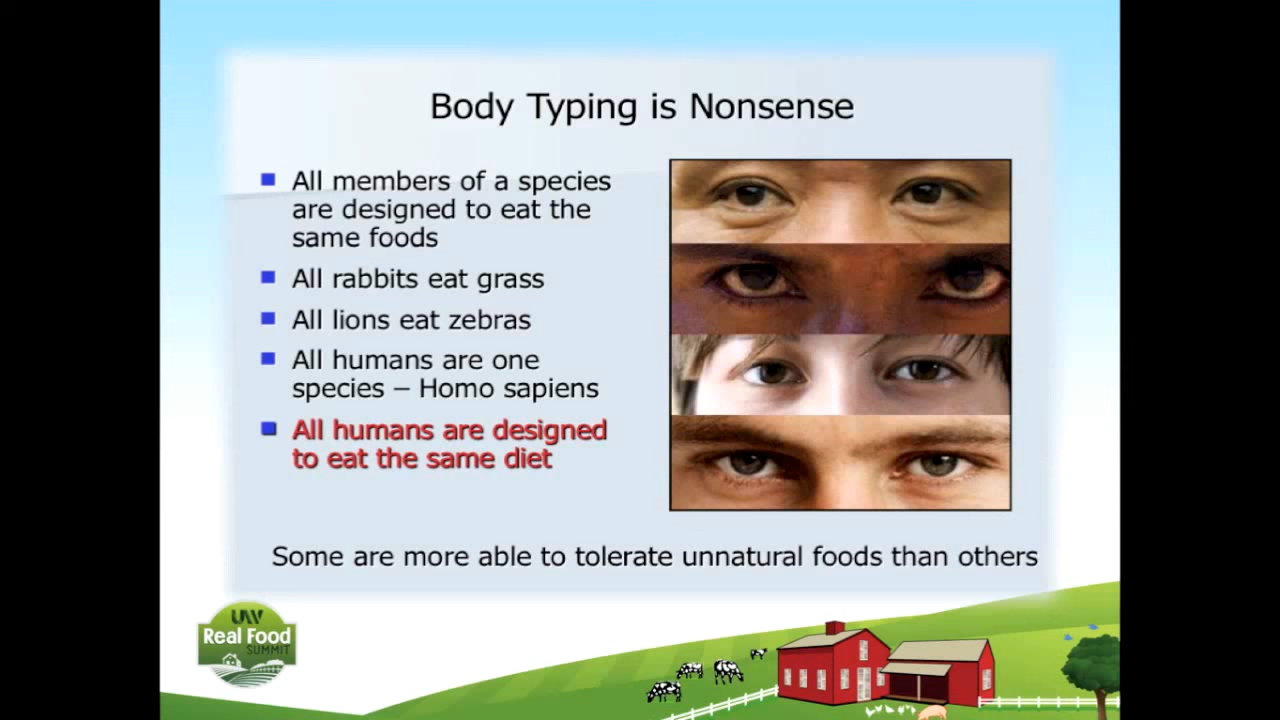 Body Typing is Nonsense
All members of a species
are designed to eat the
same foods
All rabbits eat grass
All lions eat zebras
All humans are one
species – Homo sapiens
All humans are designed
to eat the same diet
Some are more able to tolerate unnatural foods than others
UW
Real Food
SUMMIT